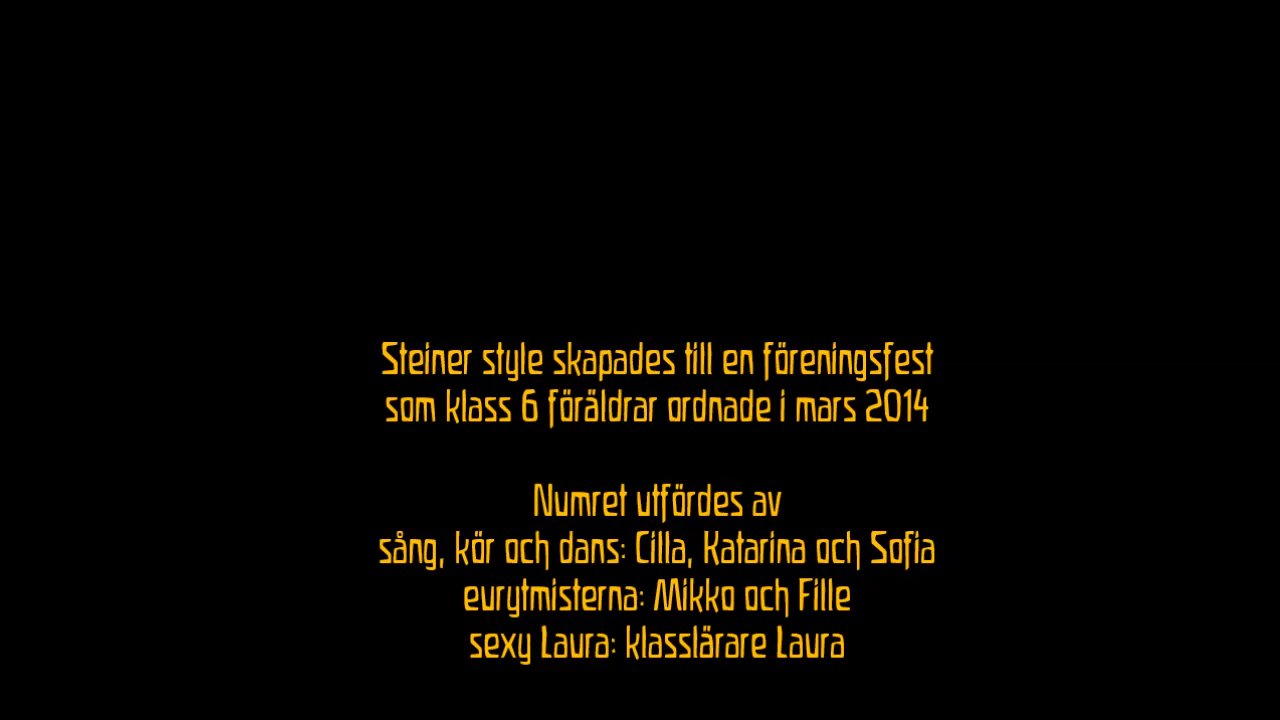 Steiner style skapades till en föreningsfest
som klass 6 föräldrar ordnade i mars 2014
Numret utfördes av
sång, kör och dans: Cilla, Katarina och Sofia
eurytmisterna: Mikko och Fille
sexy Laura: klasslärare Laura